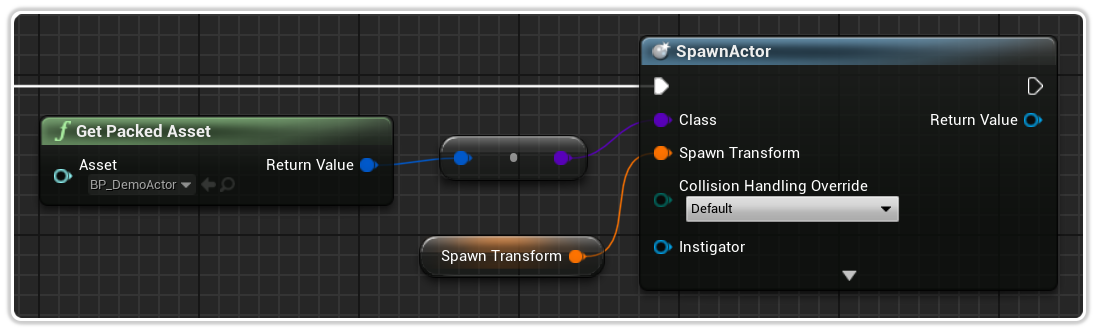 SpawnActor
Get Packed Asset
Class
Return Value
Asset
Return Value
Spawn Transform
BP_DemoActor
Collision Handling Override
Default
Spawn Transform
Instigator